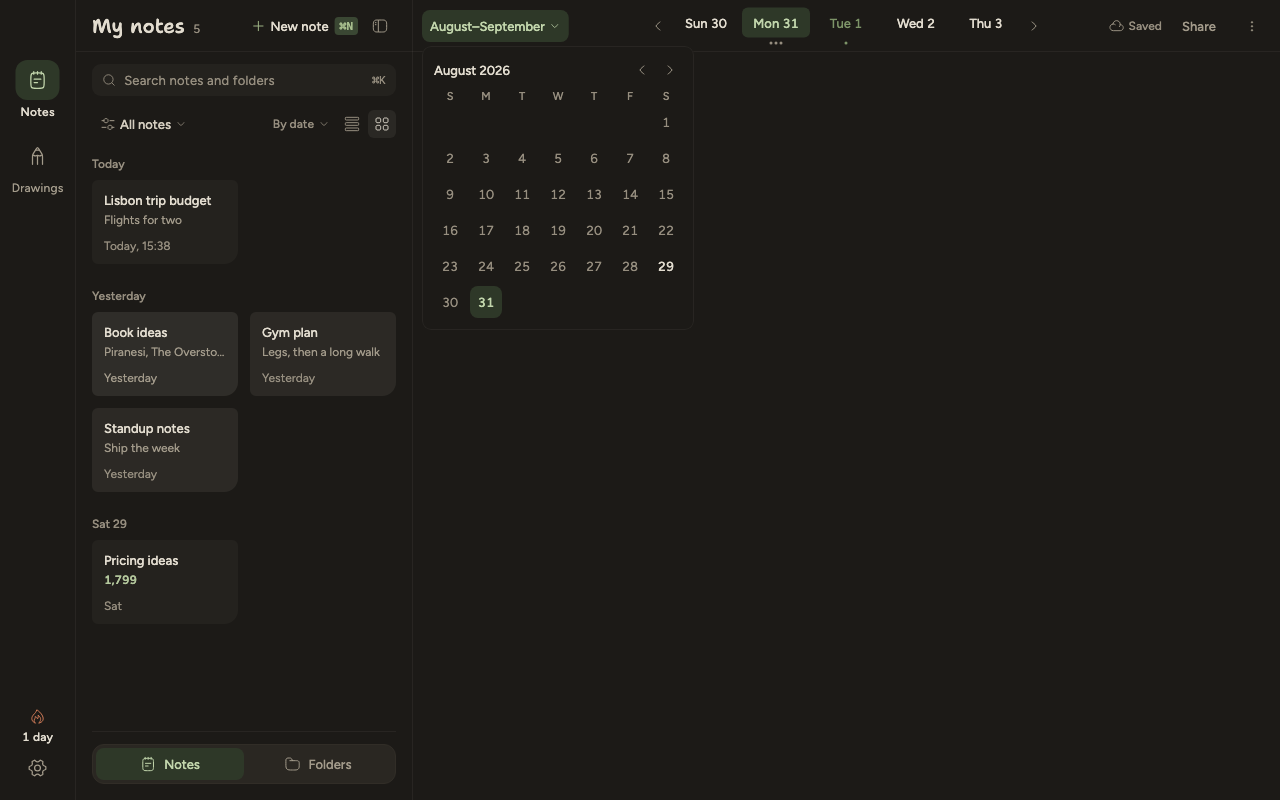 My notes 5
New note ⌘N
August–September
Sun 30
Mon 31
Tue 1
Wed 2
Thu 3
Saved
Share
Notes
Drawings
1 day
Search notes and folders ⌘K
All notes
By date
Today
Lisbon trip budget
Flights for two
Today, 15:38
Yesterday
Book ideas
Piranesi, The Oversto...
Yesterday
Gym plan
Legs, then a long walk
Yesterday
Standup notes
Ship the week
Yesterday
Sat 29
Pricing ideas
1,799
Sat
Notes
Folders
August 2026
S M T W T F S
1
2 3 4 5 6 7 8
9 10 11 12 13 14 15
16 17 18 19 20 21 22
23 24 25 26 27 28 29
30 31